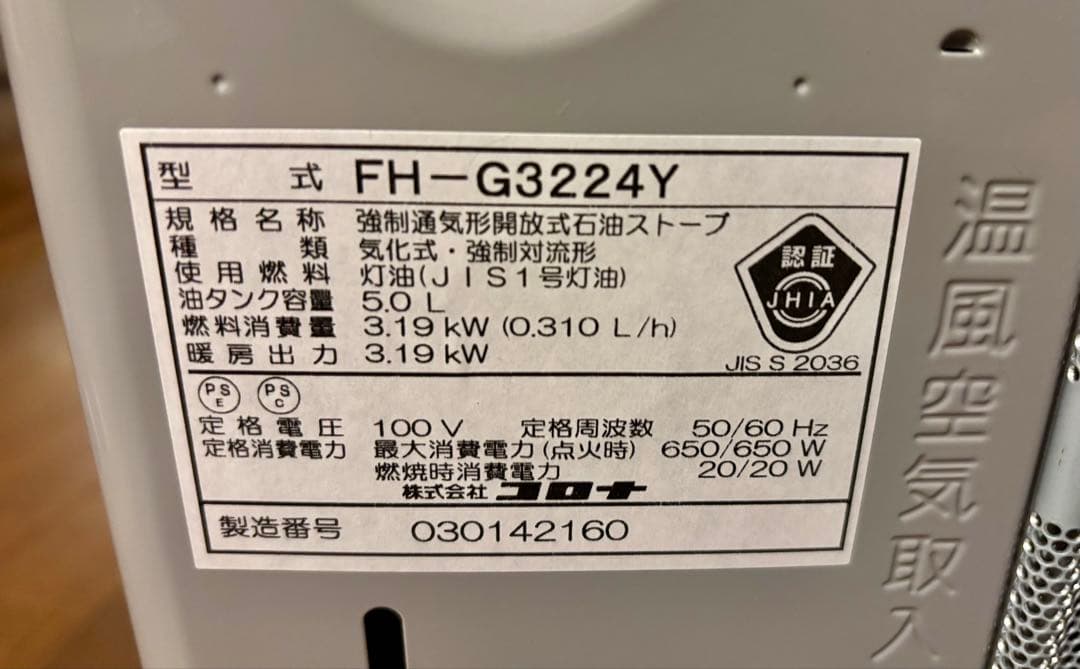 型式 FH-G3224Y
規格名称 強制通気形開放式石油ストーブ
種類 気化式・強制対流形
使用燃料 灯油(JIS1号灯油)
油タンク容量 5.0 L
燃料消費量 3.19 kW (0.310 L/h)
暖房出力 3.19 kW
認証
JHIA
JIS S 2036
PS E PS C
定格電圧 100 V 定格周波数 50/60 Hz
定格消費電力 最大消費電力(点火時) 650/650 W
燃焼時消費電力 20/20 W
株式会社 コロナ
製造番号 030142160
温風空気取入